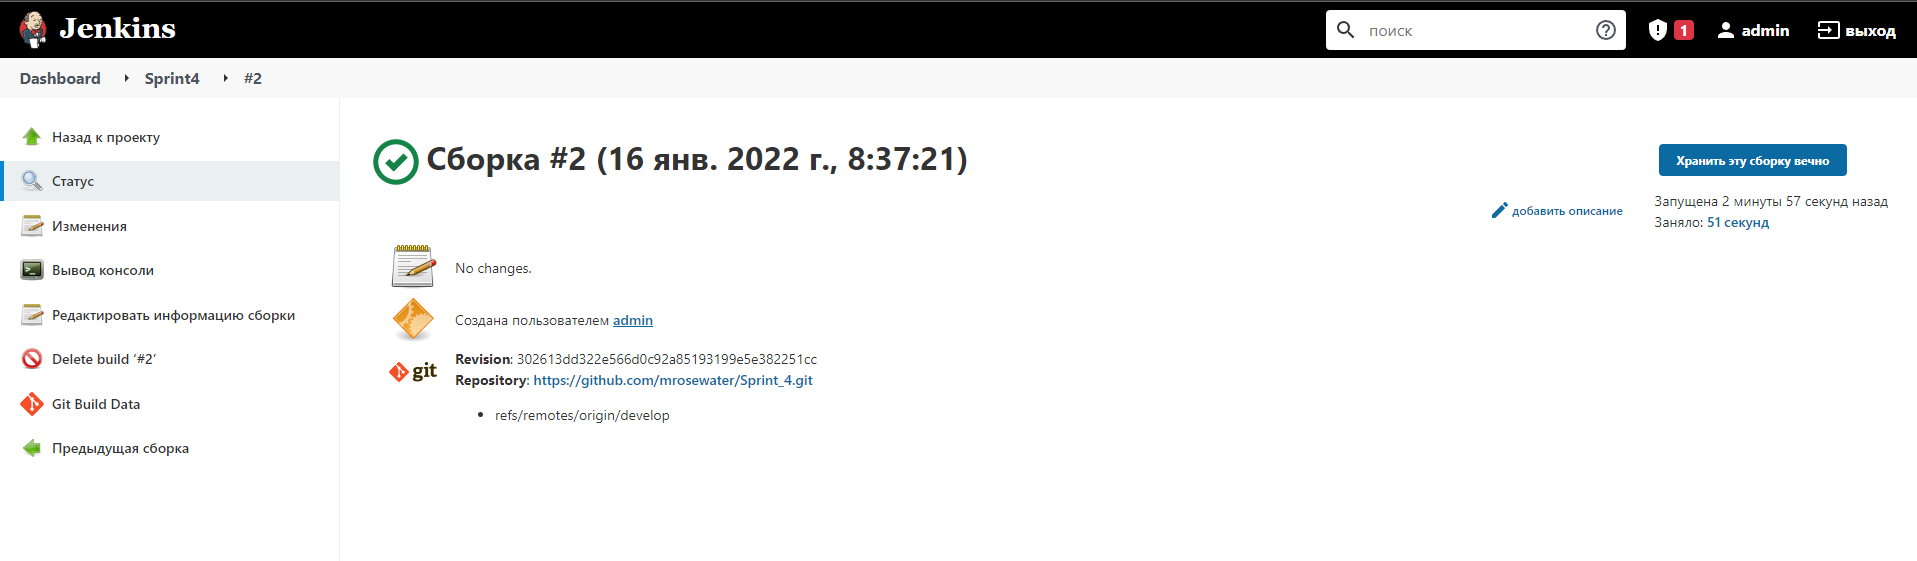 Jenkins
поиск
1
admin
выход
Dashboard
Sprint4
#2
Назад к проекту
Статус
Изменения
Вывод консоли
Редактировать информацию сборки
Delete build ‘#2’
Git Build Data
Предыдущая сборка
Сборка #2 (16 янв. 2022 г., 8:37:21)
Хранить эту сборку вечно
добавить описание
Запущена 2 минуты 57 секунд назад
Заняло: 51 секунд
No changes.
Создана пользователем admin
git
Revision: 302613dd322e566d0c92a85193199e5e382251cc
Repository: https://github.com/mrosewater/Sprint_4.git
refs/remotes/origin/develop